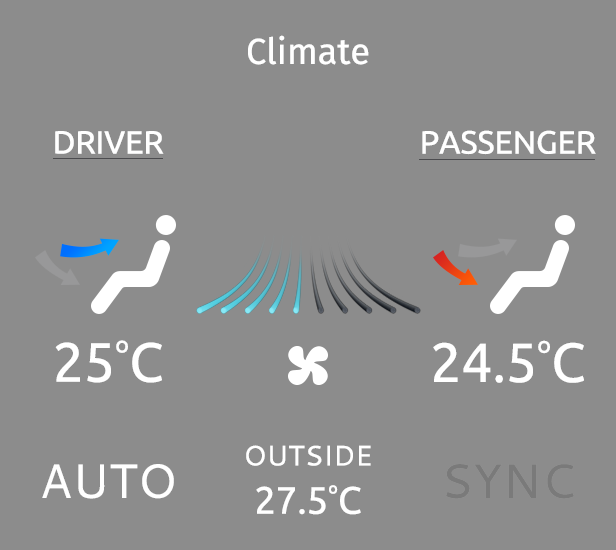 Climate
DRIVER
PASSENGER
25°C
24.5°C
AUTO
OUTSIDE
27.5°C
SYNC